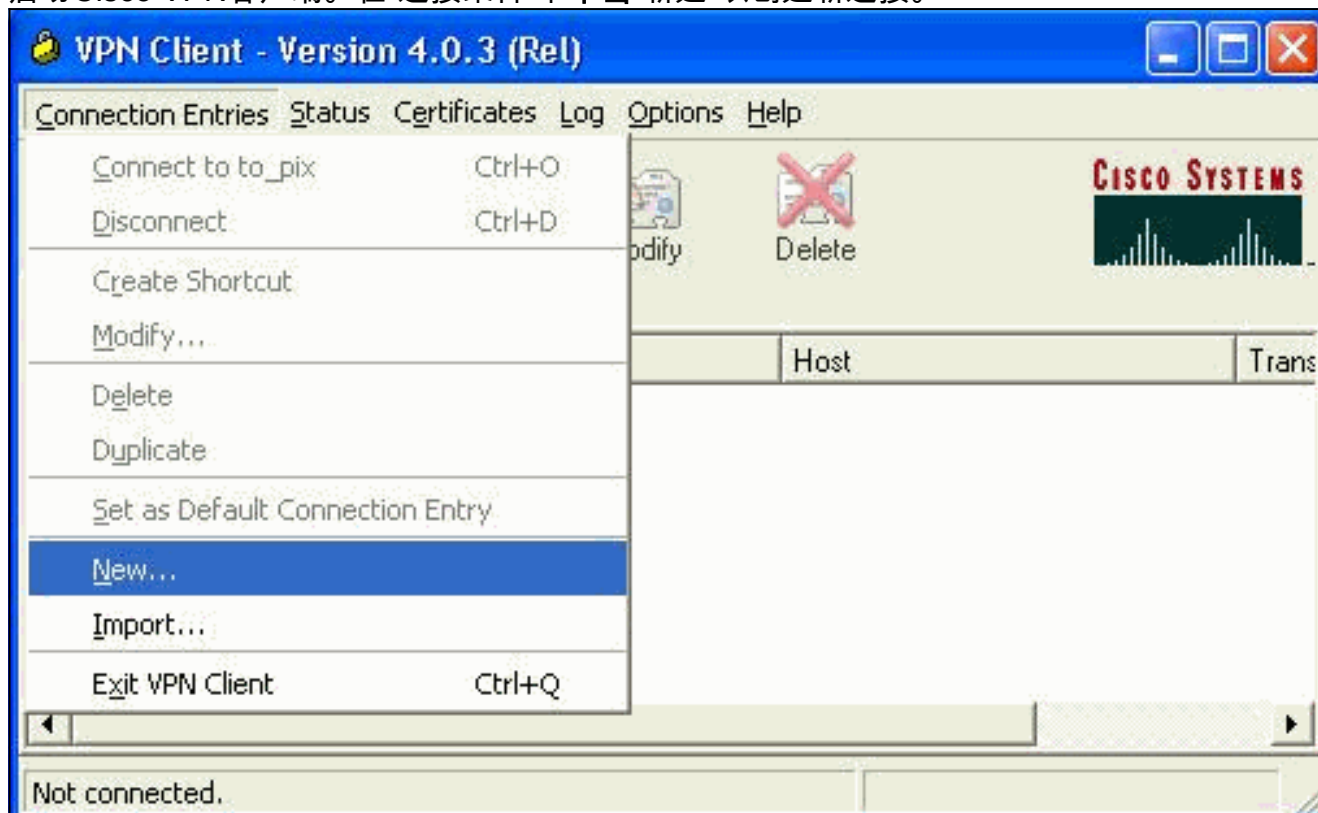 VPN Client - Version 4.0.3 (Rel)
Connection Entries Status Certificates Log Options Help
Connect to to_pix Ctrl+O
Disconnect Ctrl+D
Create Shortcut
Modify...
Delete
Duplicate
Set as Default Connection Entry
New...
Import...
Exit VPN Client Ctrl+Q
odify
Delete
CISCO SYSTEMS
Host
Trans
Not connected.